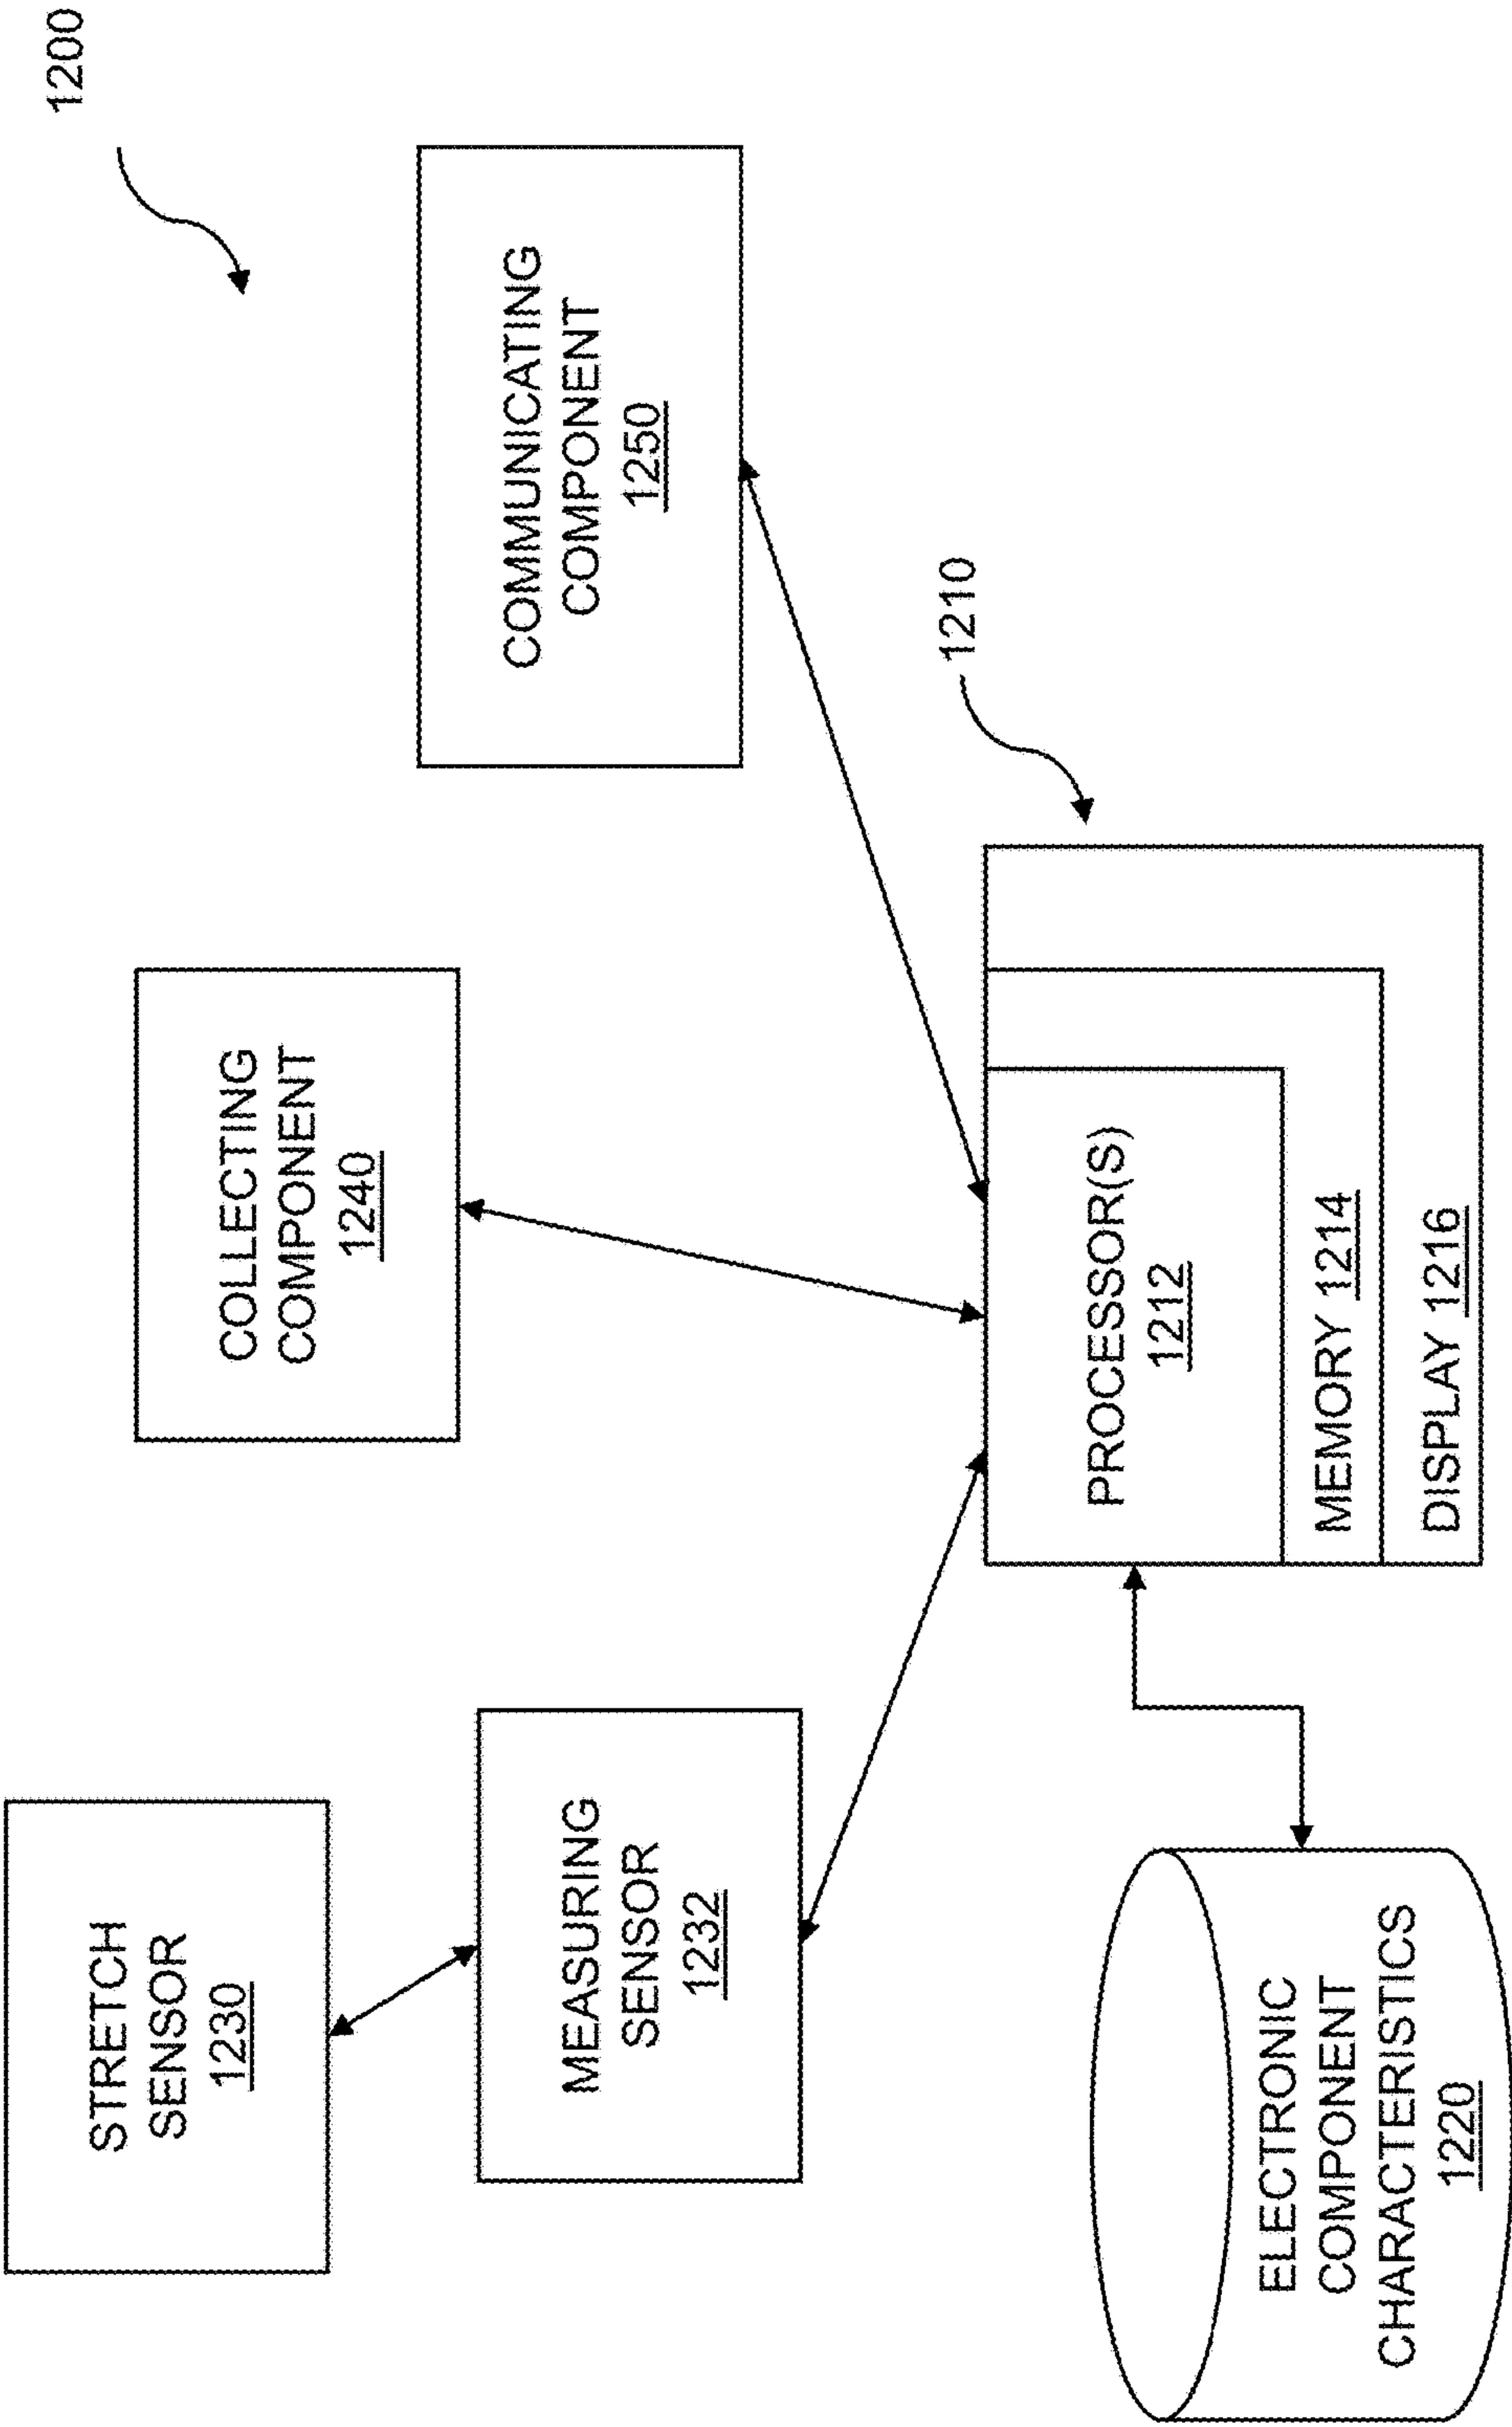 1200
STRETCH
SENSOR
1230
COLLECTING
COMPONENT
1240
MEASURING
SENSOR
1232
COMMUNICATING
COMPONENT
1250
1210
PROCESSOR(S)
1212
MEMORY 1214
DISPLAY 1216
ELECTRONIC
COMPONENT
CHARACTERISTICS
1220